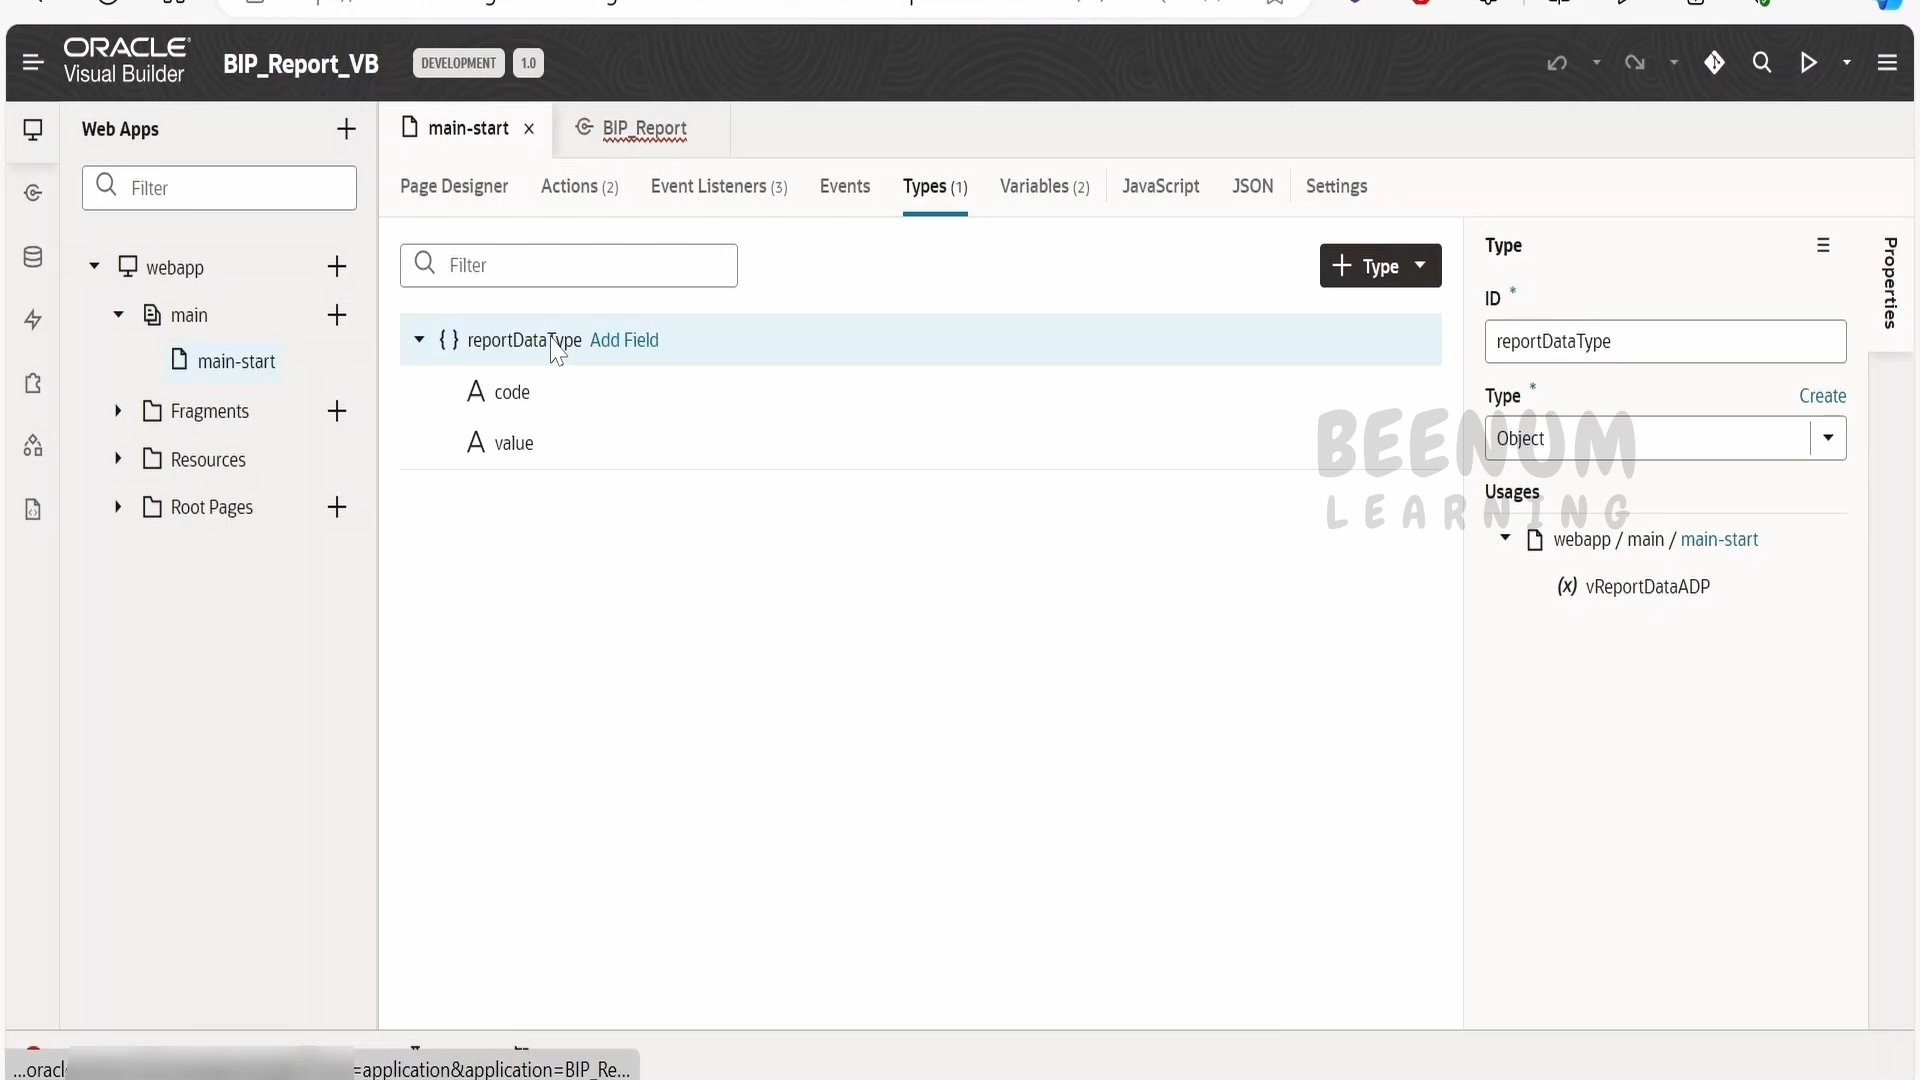 ORACLE
Visual Builder
BIP_Report_VB
DEVELOPMENT
1.0
Web Apps
Filter
webapp
main
main-start
Fragments
Resources
Root Pages
main-start
BIP_Report
Page Designer
Actions (2)
Event Listeners (3)
Events
Types (1)
Variables (2)
JavaScript
JSON
Settings
Filter
+ Type
{ } reportDataType Add Field
A code
A value
Type
ID *
reportDataType
Type *
Create
Object
Usages
webapp / main / main-start
(x) vReportDataADP
Properties
BEENUM
LEARNING
...oracl
=application&application=BIP_Re...